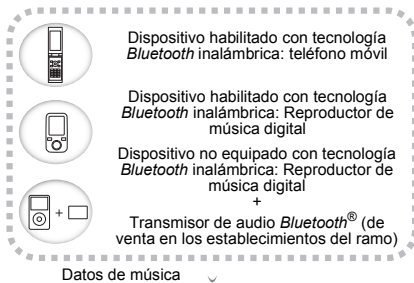 Dispositivo habilitado con tecnología
Bluetooth inalámbrica: teléfono móvil
Dispositivo habilitado con tecnología
Bluetooth inalámbrica: Reproductor de
música digital
Dispositivo no equipado con tecnología
Bluetooth inalámbrica: Reproductor de
música digital
+
+
Transmisor de audio Bluetooth® (de
venta en los establecimientos del ramo)
Datos de música